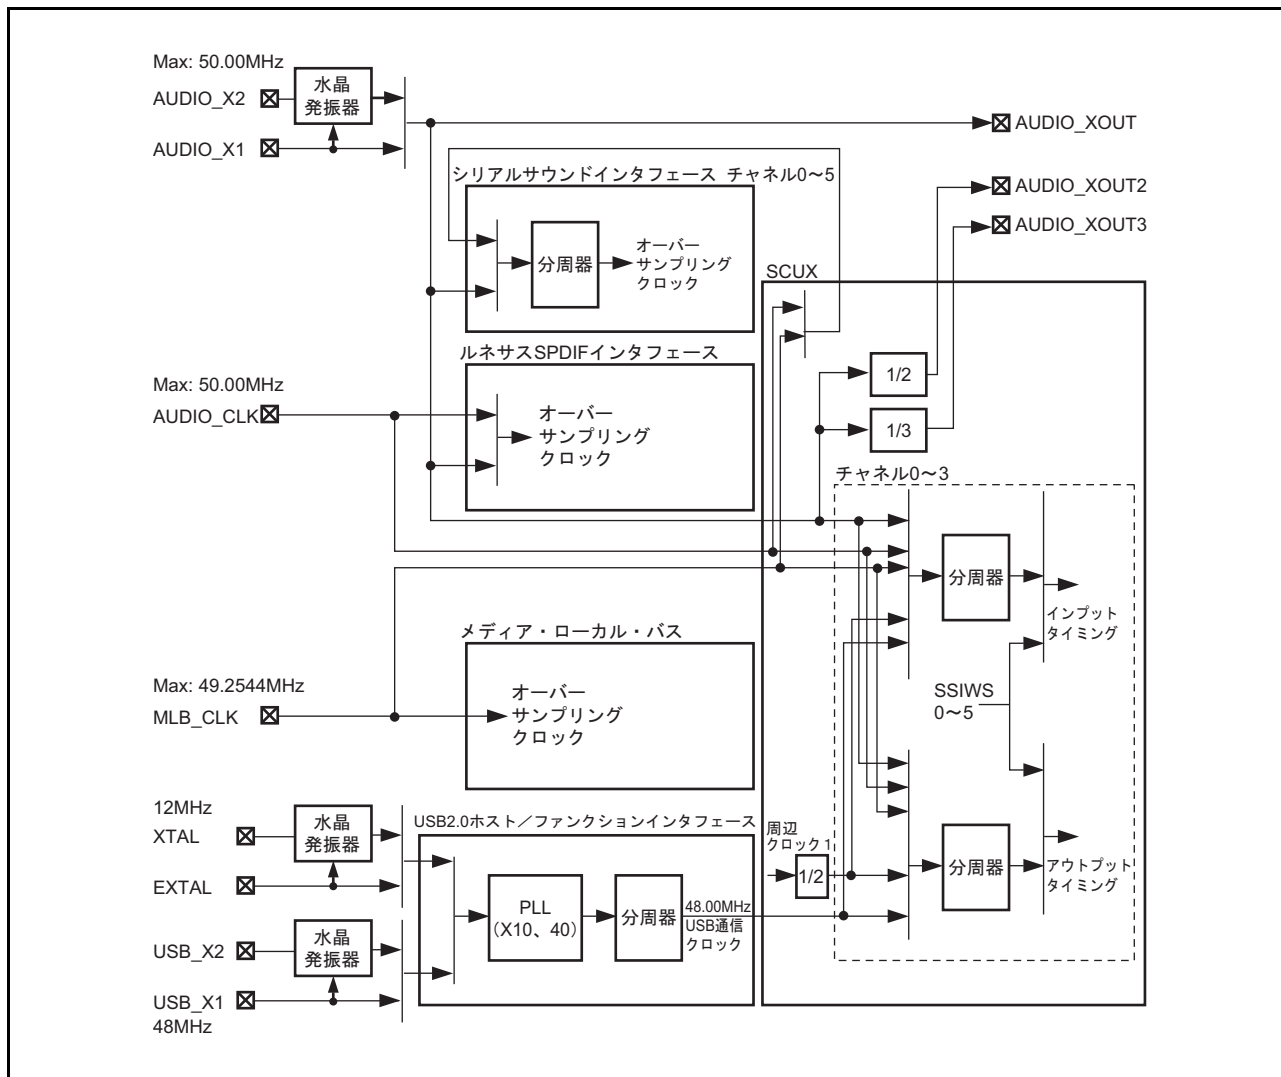 Max: 50.00MHz
AUDIO_X2
水晶
発振器
AUDIO_X1
AUDIO_XOUT
シリアルサウンドインタフェース チャネル0～5
分周器
オーバー
サンプリング
クロック
AUDIO_XOUT2
AUDIO_XOUT3
SCUX
ルネサスSPDIFインタフェース
Max: 50.00MHz
AUDIO_CLK
オーバー
サンプリング
クロック
1/2
1/3
チャネル0～3
分周器
インプット
タイミング
メディア・ローカル・バス
Max: 49.2544MHz
MLB_CLK
オーバー
サンプリング
クロック
SSIWS
0～5
12MHz
XTAL
水晶
発振器
EXTAL
USB_X2
水晶
発振器
USB_X1
48MHz
USB2.0ホスト／ファンクションインタフェース
PLL
(X10、40)
分周器
48.00MHz
USB通信
クロック
周辺
クロック1
1/2
分周器
アウトプット
タイミング